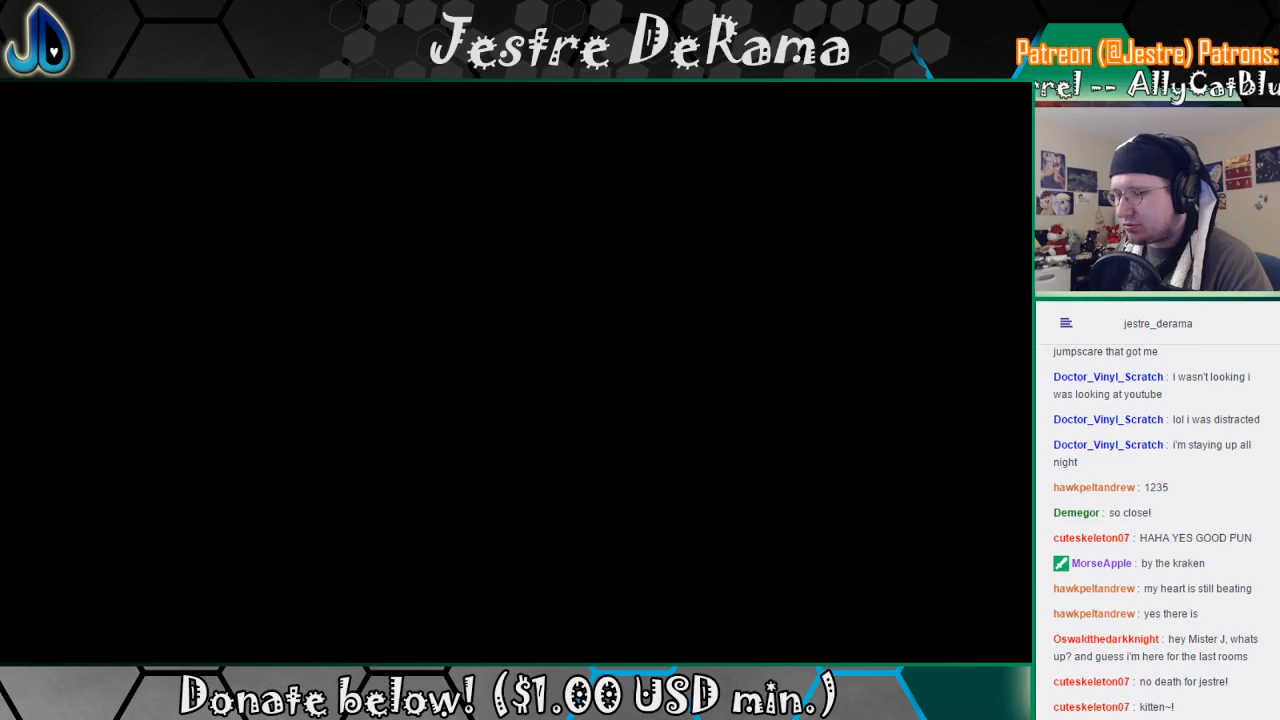 JD
Jestre DeRama
Patreon (@Jestre) Patrons:
rrel -- AllyCatBlu
jestre_derama
jumpscare that got me
Doctor_Vinyl_Scratch : i wasn't looking i
was looking at youtube
Doctor_Vinyl_Scratch : lol i was distracted
Doctor_Vinyl_Scratch : i'm staying up all
night
hawkpeltandrew : 1235
Demegor : so close!
cuteskeleton07 : HAHA YES GOOD PUN
MorseApple : by the kraken
hawkpeltandrew : my heart is still beating
hawkpeltandrew : yes there is
Oswaldthedarkknight : hey Mister J, whats
up? and guess i'm here for the last rooms
cuteskeleton07 : no death for jestre!
cuteskeleton07 : kitten~!
Donate below! ($1.00 USD min.)